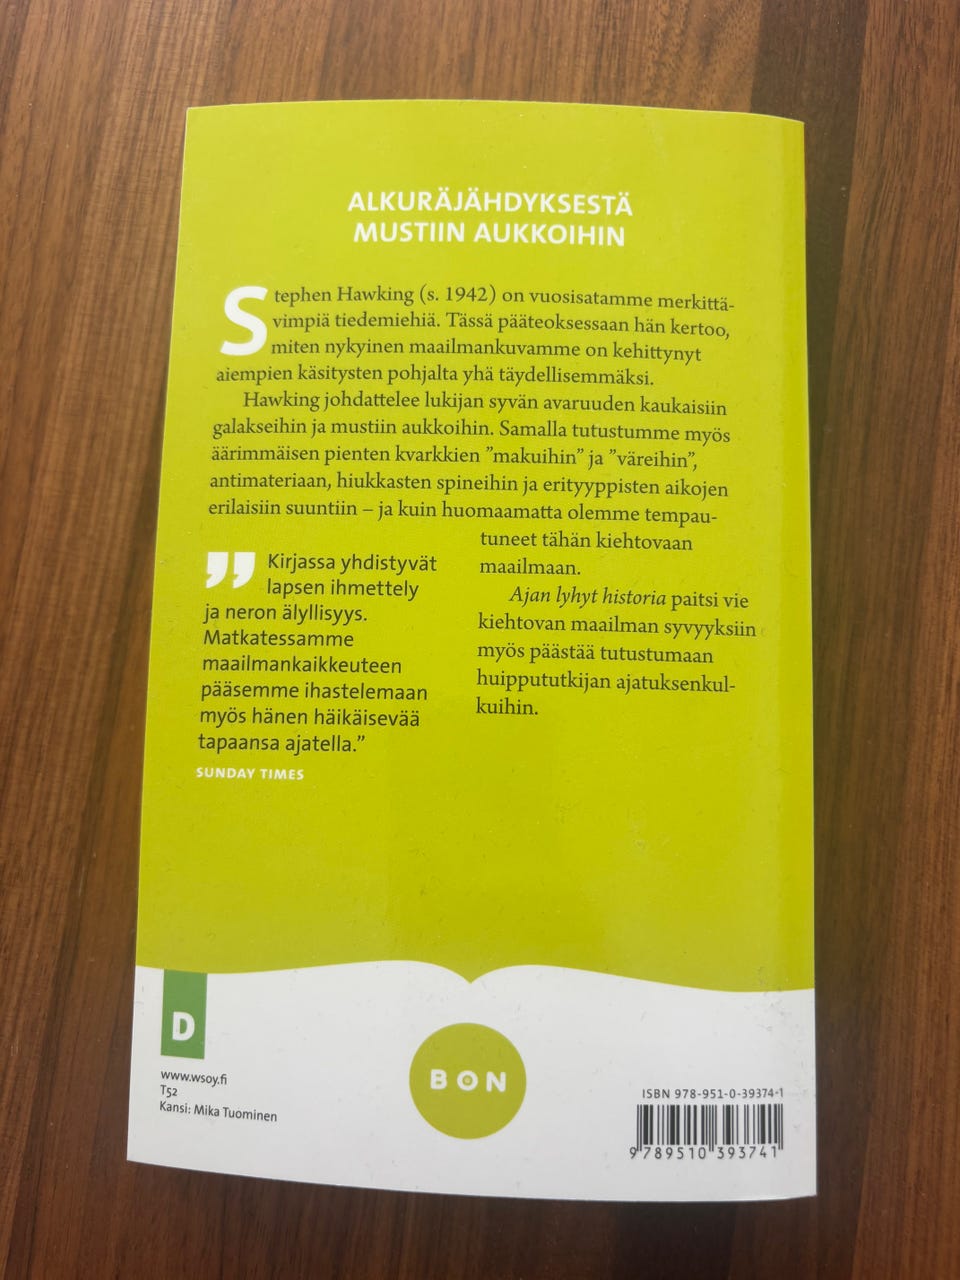 ALKURÄJÄHDYKSESTÄ
MUSTIIN AUKKOIHIN
Stephen Hawking (s. 1942) on vuosisatamme merkittä-
vimpiä tiedemiehiä. Tässä pääteoksessaan hän kertoo,
miten nykyinen maailmankuvamme on kehittynyt
aiempien käsitysten pohjalta yhä täydellisemmäksi.
Hawking johdattelee lukijan syvän avaruuden kaukaisiin
galakseihin ja mustiin aukkoihin. Samalla tutustumme myös
äärimmäisen pienten kvarkkien ”makuihin” ja ”väreihin”,
antimateriaan, hiukkasten spineihin ja erityyppisten aikojen
erilaisiin suuntiin – ja kuin huomaamatta olemme tempau-
tuneet tähän kiehtovaan
maailmaan.
Ajan lyhyt historia paitsi vie
kiehtovan maailman syvyyksiin
myös päästää tutustumaan
huippututkijan ajatuksenkul-
kuihin.
”Kirjassa yhdistyvät
lapsen ihmettely
ja neron älyllisyys.
Matkatessamme
maailmankaikkeuteen
pääsemme ihastelemaan
myös hänen häikäisevää
tapaansa ajatella.”
SUNDAY TIMES
D
www.wsoy.fi
T52
Kansi: Mika Tuominen
BON
ISBN 978-951-0-39374-1
9 789510 393741